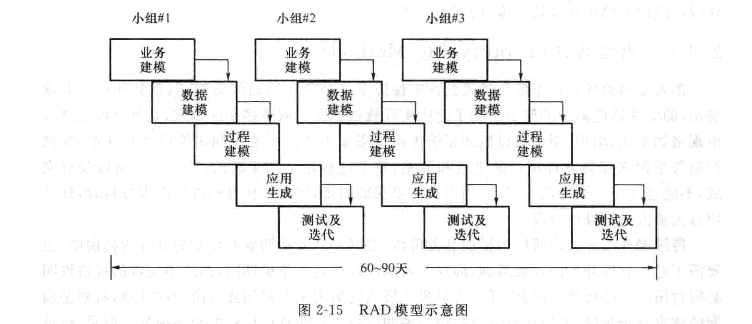 小组#1 小组#2 小组#3
业务 业务 业务
建模 建模 建模
数据 数据 数据
建模 建模 建模
过程 过程 过程
建模 建模 建模
应用 应用 应用
生成 生成 生成
测试及 测试及 测试及
迭代 迭代 迭代
60~90天
图 2-15 RAD 模型示意图